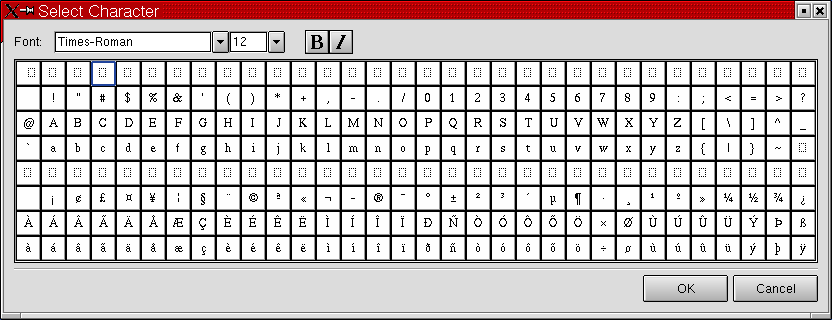 Select Character
Font: Times-Roman 12 B I
! " # $ % & ' ( ) * + , - . / 0 1 2 3 4 5 6 7 8 9 : ; < = > ?
@ A B C D E F G H I J K L M N O P Q R S T U V W X Y Z [ \ ] ^ _
` a b c d e f g h i j k l m n o p q r s t u v w x y z { | } ~
¡ ¢ £ ¤ ¥ ¦ § ¨ © ª « ¬ - ® ¯ ° ± ² ³ ´ µ ¶ · ¸ ¹ º » ¼ ½ ¾ ¿
À Á Â Ã Ä Å Æ Ç È É Ê Ë Ì Í Î Ï Ð Ñ Ò Ó Ô Õ Ö × Ø Ù Ú Û Ü Ý Þ ß
à á â ã ä å æ ç è é ê ë ì í î ï ð ñ ò ó ô õ ö ÷ ø ù ú û ü ý þ ÿ
OK Cancel